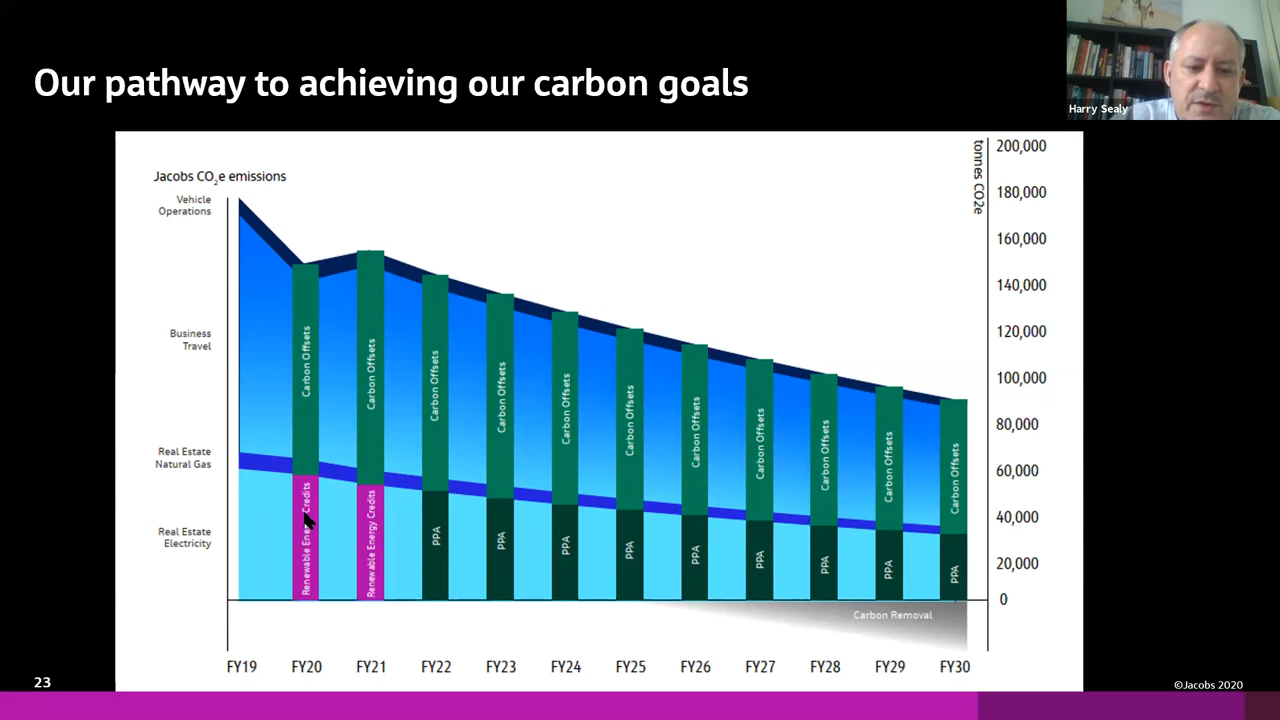 Our pathway to achieving our carbon goals
Harry Sealy
Jacobs CO2e emissions
tonnes CO2e
200,000
180,000
160,000
140,000
120,000
100,000
80,000
60,000
40,000
20,000
0
Vehicle
Operations
Business
Travel
Real Estate
Natural Gas
Real Estate
Electricity
Carbon Offsets
Carbon Offsets
Carbon Offsets
Carbon Offsets
Carbon Offsets
Carbon Offsets
Carbon Offsets
Carbon Offsets
Carbon Offsets
Carbon Offsets
Carbon Offsets
Renewable Energy Credits
Renewable Energy Credits
PPA
PPA
PPA
PPA
PPA
PPA
PPA
PPA
PPA
Carbon Removal
FY19 FY20 FY21 FY22 FY23 FY24 FY25 FY26 FY27 FY28 FY29 FY30
23
©Jacobs 2020